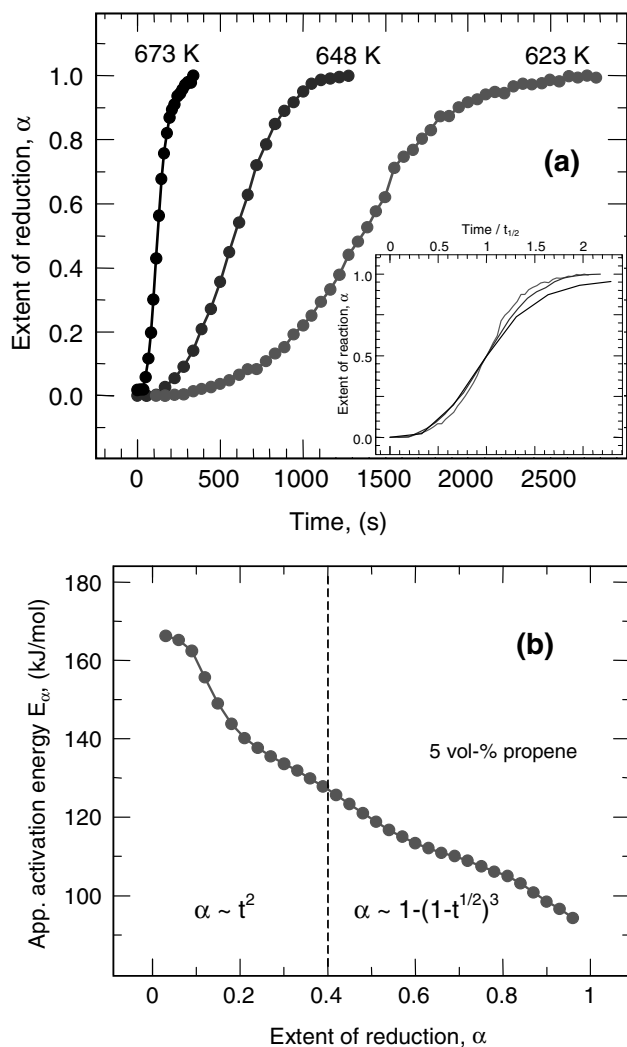 673 K 648 K 623 K
1.0
0.8
0.6
0.4
0.2
0.0
Extent of reduction, α
(a)
Time / t1/2
0 0.5 1 1.5 2
1.0
0.5
0.0
Extent of reaction, α
0 500 1000 1500 2000 2500
Time, (s)
180
160
140
120
100
App. activation energy Eα, (kJ/mol)
(b)
5 vol-% propene
α ~ t² α ~ 1-(1-t^1/2)³
0 0.2 0.4 0.6 0.8 1
Extent of reduction, α